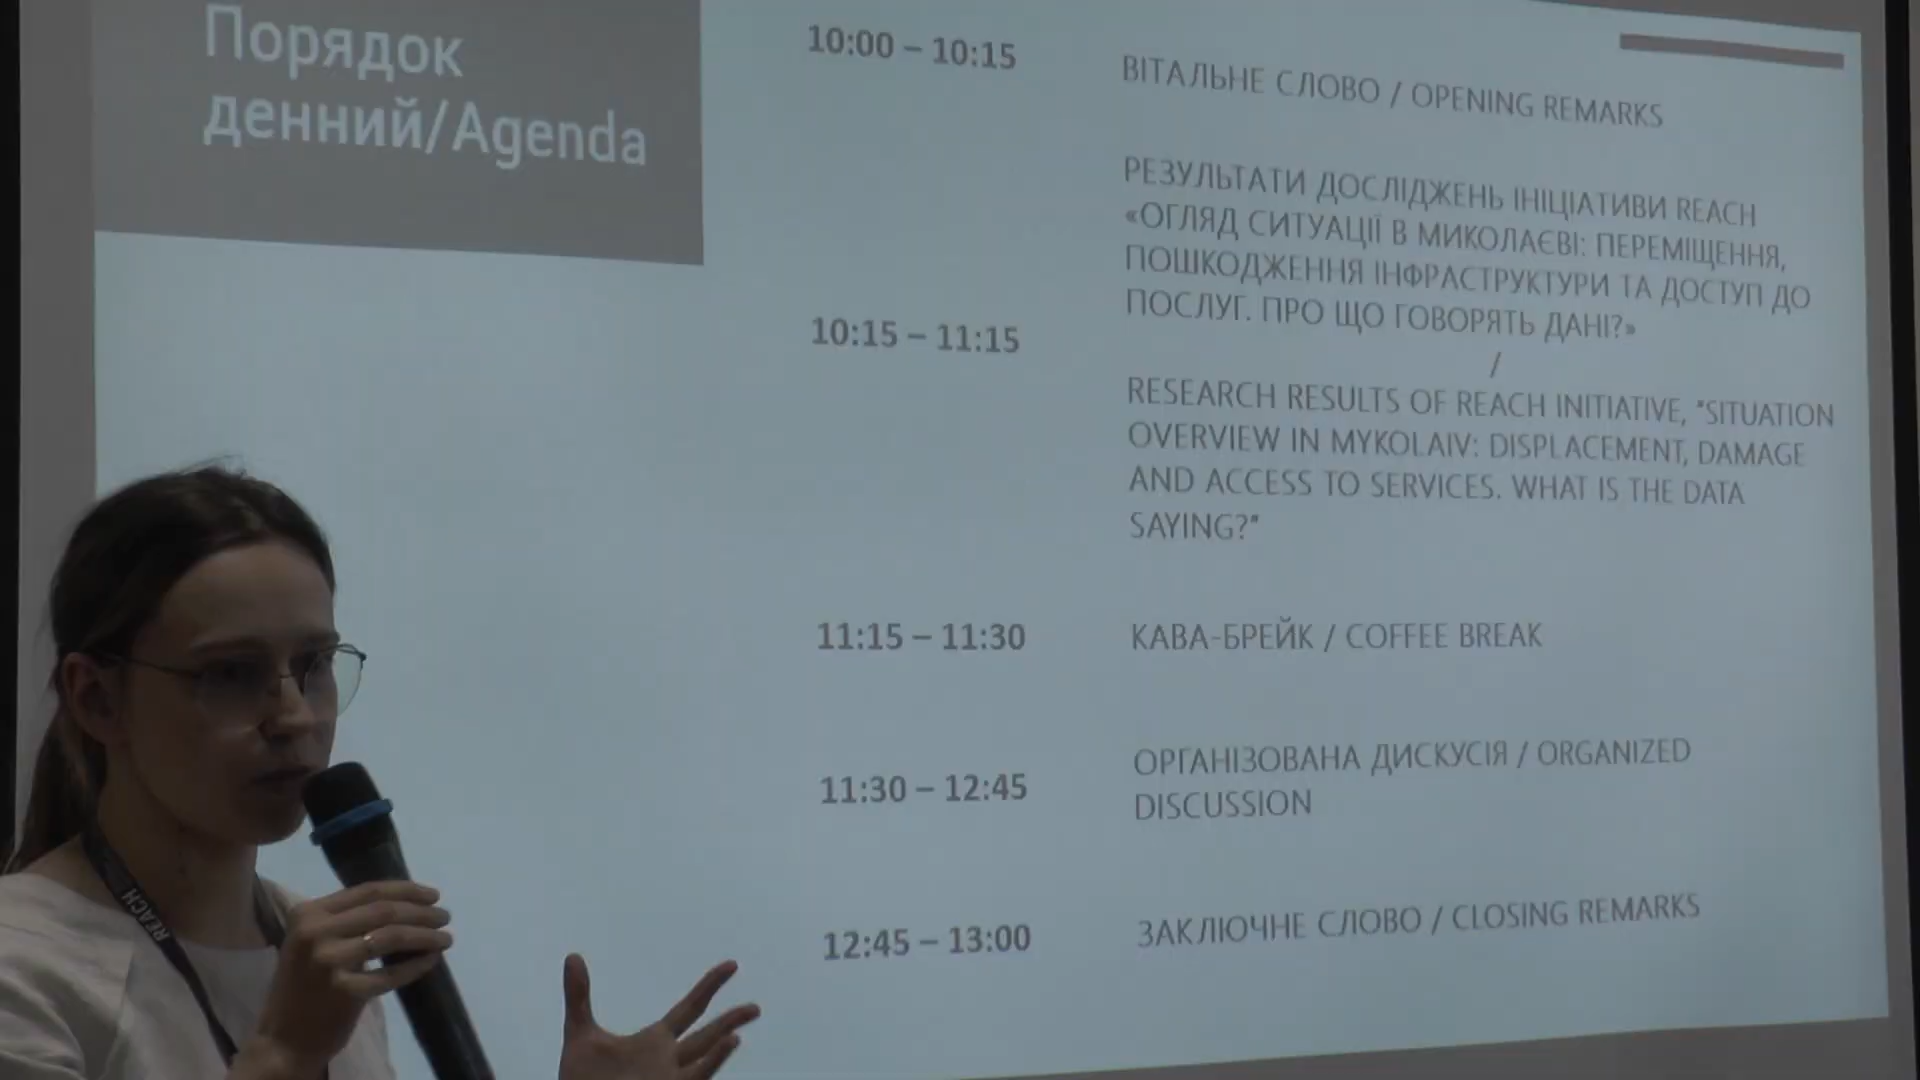 Порядок
денний/Agenda
10:00 – 10:15
ВІТАЛЬНЕ СЛОВО / OPENING REMARKS
10:15 – 11:15
РЕЗУЛЬТАТИ ДОСЛІДЖЕНЬ ІНІЦІАТИВИ REACH
«ОГЛЯД СИТУАЦІЇ В МИКОЛАЄВІ: ПЕРЕМІЩЕННЯ,
ПОШКОДЖЕННЯ ІНФРАСТРУКТУРИ ТА ДОСТУП ДО
ПОСЛУГ. ПРО ЩО ГОВОРЯТЬ ДАНІ?»
/
RESEARCH RESULTS OF REACH INITIATIVE, "SITUATION
OVERVIEW IN MYKOLAIV: DISPLACEMENT, DAMAGE
AND ACCESS TO SERVICES. WHAT IS THE DATA
SAYING?"
11:15 – 11:30
КАВА-БРЕЙК / COFFEE BREAK
11:30 – 12:45
ОРГАНІЗОВАНА ДИСКУСІЯ / ORGANIZED
DISCUSSION
12:45 – 13:00
ЗАКЛЮЧНЕ СЛОВО / CLOSING REMARKS
REACH